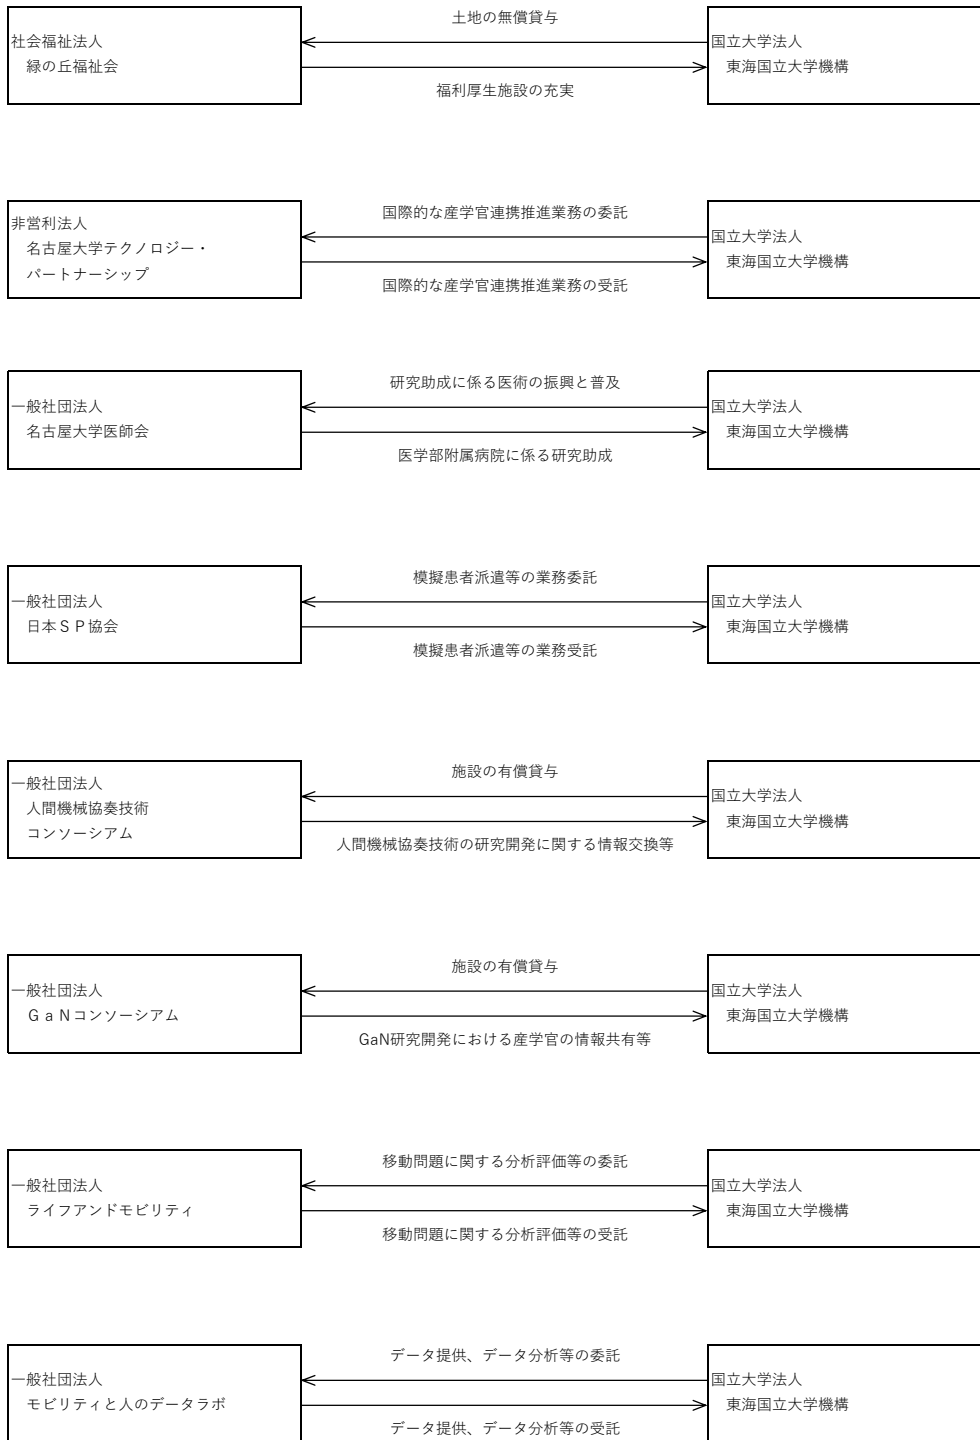 土地の無償貸与
社会福祉法人
緑の丘福祉会
国立大学法人
東海国立大学機構
福利厚生施設の充実
国際的な産学官連携推進業務の委託
非営利法人
名古屋大学テクノロジー・
パートナーシップ
国立大学法人
東海国立大学機構
国際的な産学官連携推進業務の受託
研究助成に係る医術の振興と普及
一般社団法人
名古屋大学医師会
国立大学法人
東海国立大学機構
医学部附属病院に係る研究助成
模擬患者派遣等の業務委託
一般社団法人
日本ＳＰ協会
国立大学法人
東海国立大学機構
模擬患者派遣等の業務受託
施設の有償貸与
一般社団法人
人間機械協奏技術
コンソーシアム
国立大学法人
東海国立大学機構
人間機械協奏技術の研究開発に関する情報交換等
施設の有償貸与
一般社団法人
ＧａＮコンソーシアム
国立大学法人
東海国立大学機構
GaN研究開発における産学官の情報共有等
移動問題に関する分析評価等の委託
一般社団法人
ライフアンドモビリティ
国立大学法人
東海国立大学機構
移動問題に関する分析評価等の受託
データ提供、データ分析等の委託
一般社団法人
モビリティと人のデータラボ
国立大学法人
東海国立大学機構
データ提供、データ分析等の受託